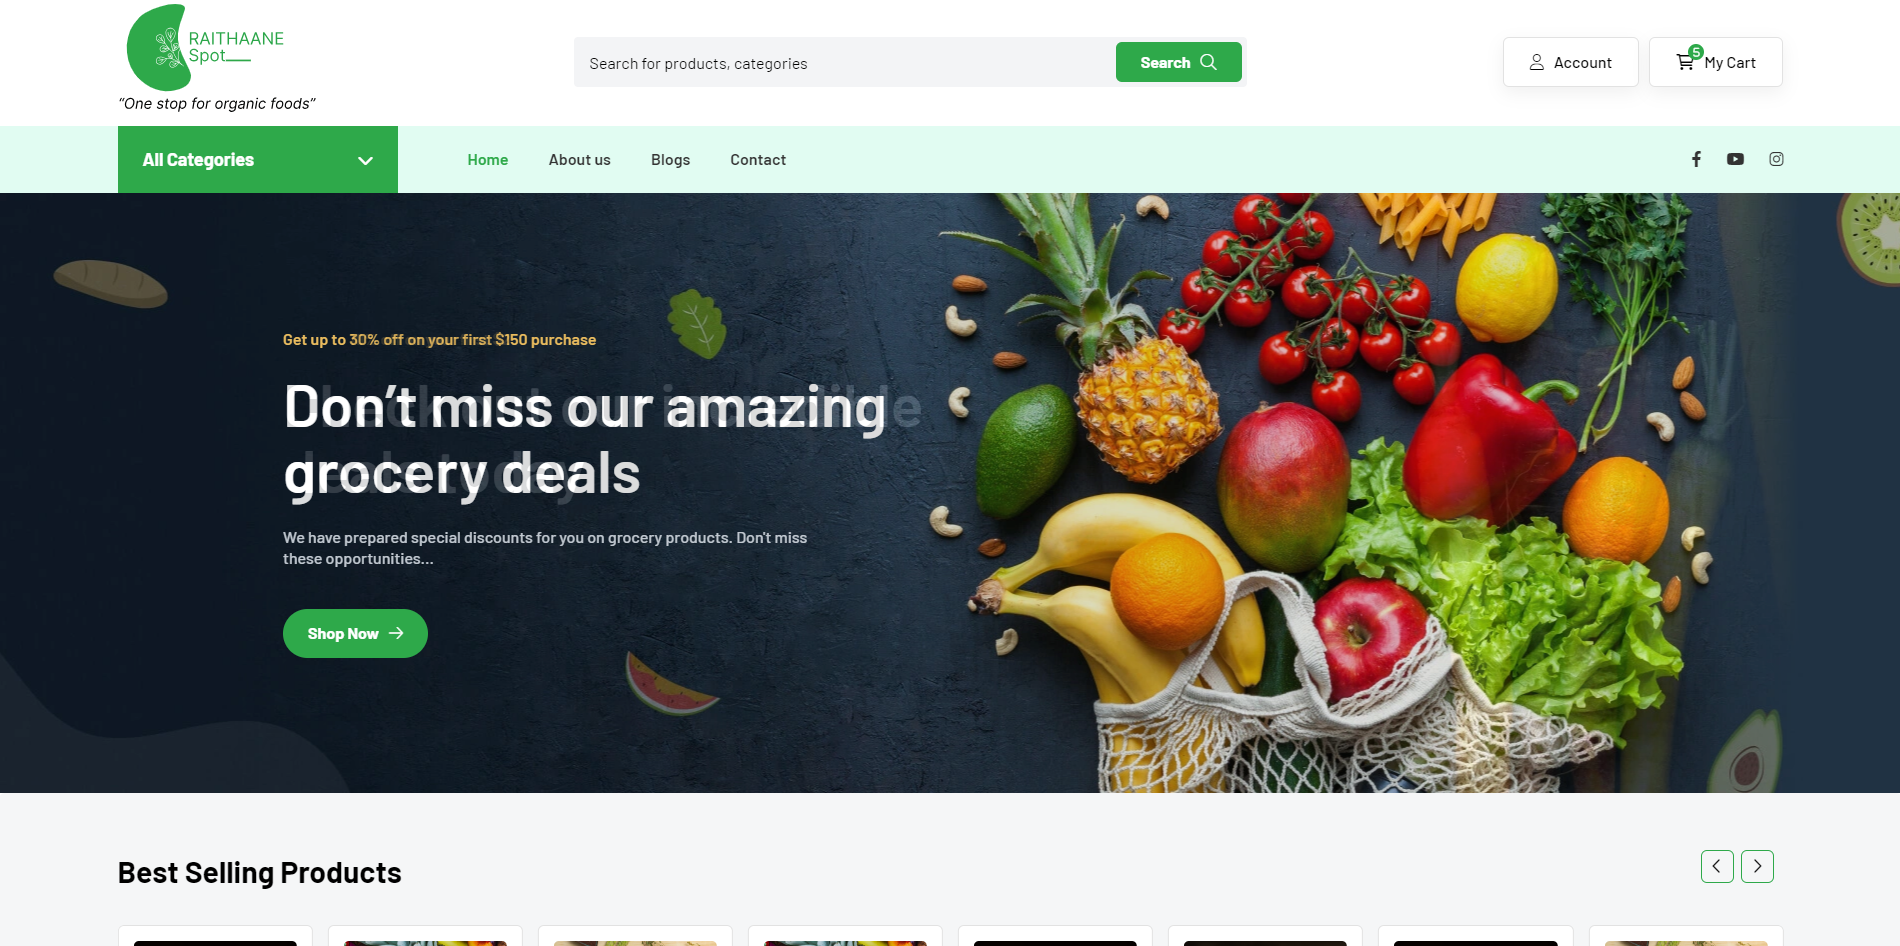 RAITHAANE
Spot
"One stop for organic foods"
Search for products, categories
Search
Account
5
My Cart
All Categories
Home
About us
Blogs
Contact
Get up to 30% off on your first $150 purchase
Don't miss our amazing
grocery deals
We have prepared special discounts for you on grocery products. Don't miss
these opportunities...
Shop Now
Best Selling Products